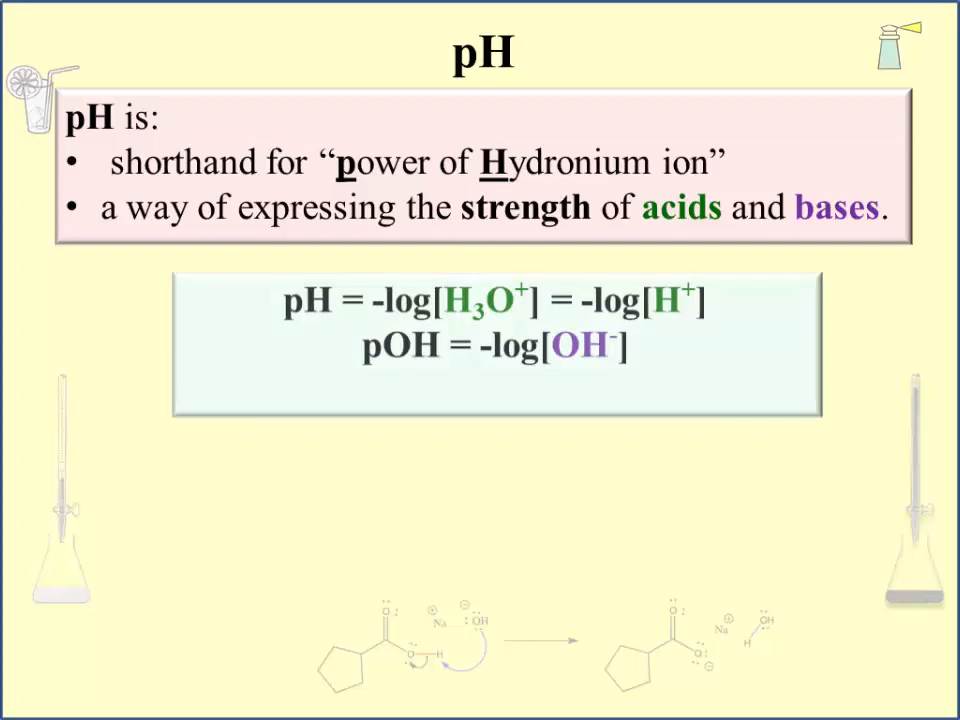 pH
pH is:
• shorthand for “power of Hydronium ion”
• a way of expressing the strength of acids and bases.
pH = -log[H₃O⁺] = -log[H⁺]
pOH = -log[OH⁻]
O Na OH O Na OH
O H O H